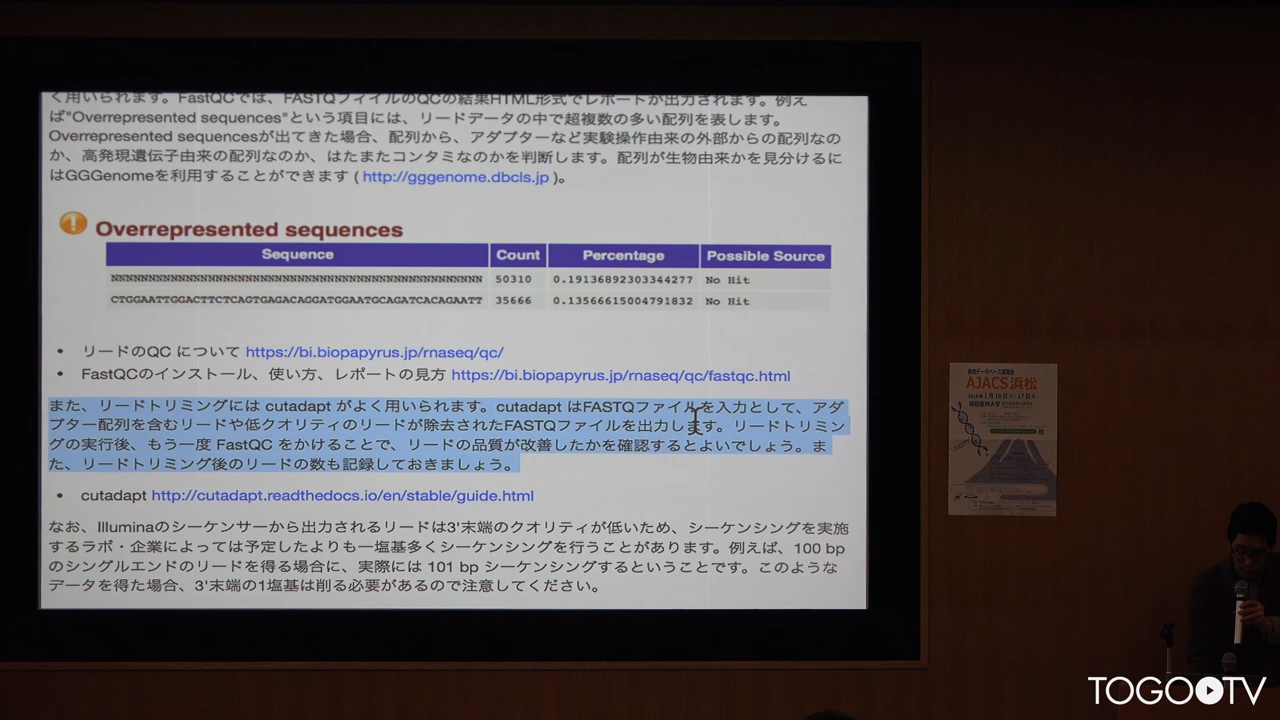 く用いられます。FastQCでは、FASTQファイルのQCの結果HTML形式でレポートが出力されます。例え
ば"Overrepresented sequences"という項目には、リードデータの中で超複数の多い配列を表します。
Overrepresented sequencesが出てきた場合、配列から、アダプターなど実験操作由来の外部からの配列なの
か、高発現遺伝子由来の配列なのか、はたまたコンタミなのかを判断します。配列が生物由来かを見分けるに
はGGGenomeを利用することができます ( http://gggenome.dbcls.jp )。
Overrepresented sequences
Sequence Count Percentage Possible Source
NNNNNNNNNNNNNNNNNNNNNNNNNNNNNNNNNNNNNNNNNNNNNNNNNN 50310 0.19136892303344277 No Hit
CTGGAATTGGACTTCTCAGTGAGACAGGATGGAATGCAGATCACAGAATT 35666 0.13566615004791832 No Hit
• リードのQC について https://bi.biopapyrus.jp/rnaseq/qc/
• FastQCのインストール、使い方、レポートの見方 https://bi.biopapyrus.jp/rnaseq/qc/fastqc.html
また、リードトリミングには cutadapt がよく用いられます。cutadapt はFASTQファイルを入力として、アダ
プター配列を含むリードや低クオリティのリードが除去されたFASTQファイルを出力します。リードトリミン
グの実行後、もう一度 FastQC をかけることで、リードの品質が改善したかを確認するとよいでしょう。ま
た、リードトリミング後のリードの数も記録しておきましょう。
• cutadapt http://cutadapt.readthedocs.io/en/stable/guide.html
なお、Illuminaのシーケンサーから出力されるリードは3'末端のクオリティが低いため、シーケンシングを実施
するラボ・企業によっては予定したよりも一塩基多くシーケンシングを行うことがあります。例えば、100 bp
のシングルエンドのリードを得る場合に、実際には 101 bp シーケンシングするということです。このような
データを得た場合、3'末端の1塩基は削る必要があるので注意してください。
統合データベース講習会
AJACS浜松
浜松医科大学
TOGO TV